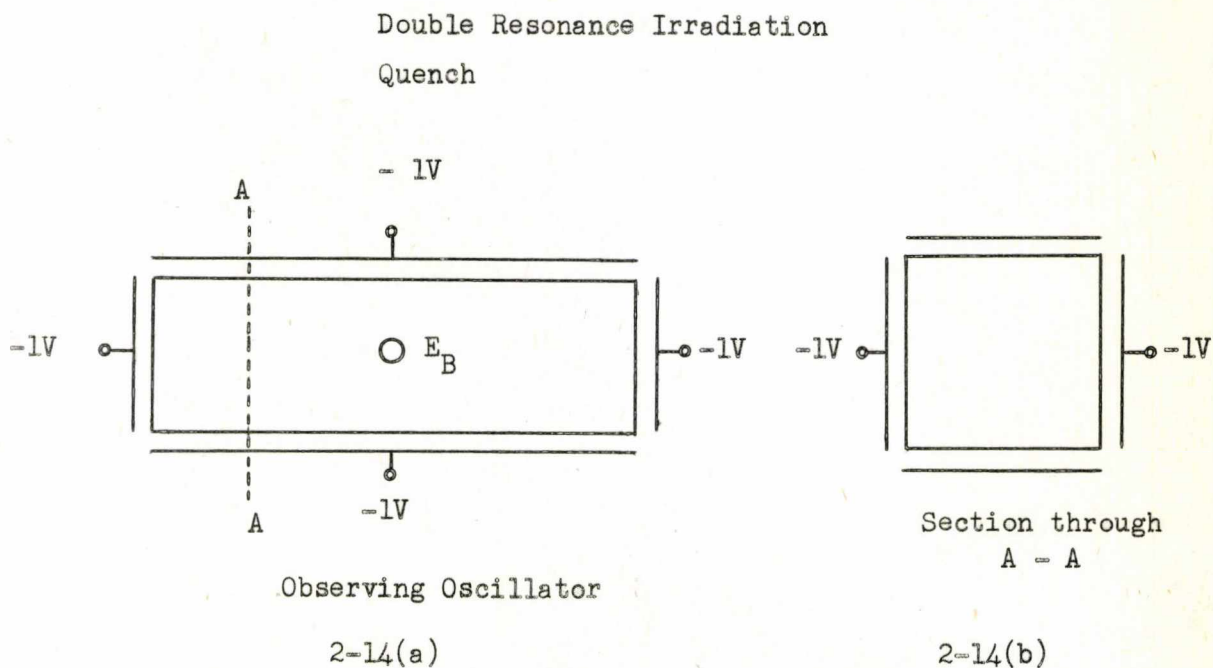 Double Resonance Irradiation
Quench
- 1V
A
-1V
E_B
-1V
-1V
-1V
A
-1V
Section through
A - A
Observing Oscillator
2-14(a)
2-14(b)